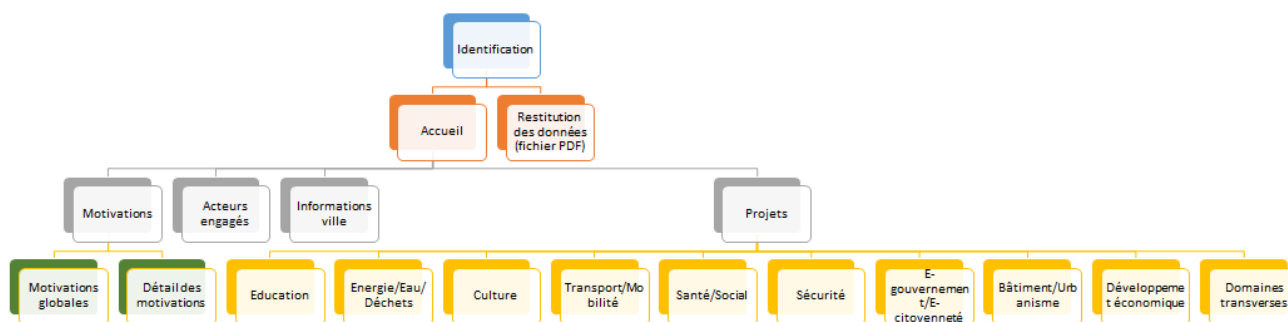 Identification
Accueil
Restitution
des données
(fichier PDF)
Motivations
Acteurs
engagés
Informations
ville
Projets
Motivations
globales
Détail des
motivations
Education
Energie/Eau/
Déchets
Culture
Transport/Mo
bilité
Santé/Social
Sécurité
E-
gouvernemen
t/E-
citoyenneté
Bâtiment/Urb
anisme
Développeme
t économique
Domaines
transverses